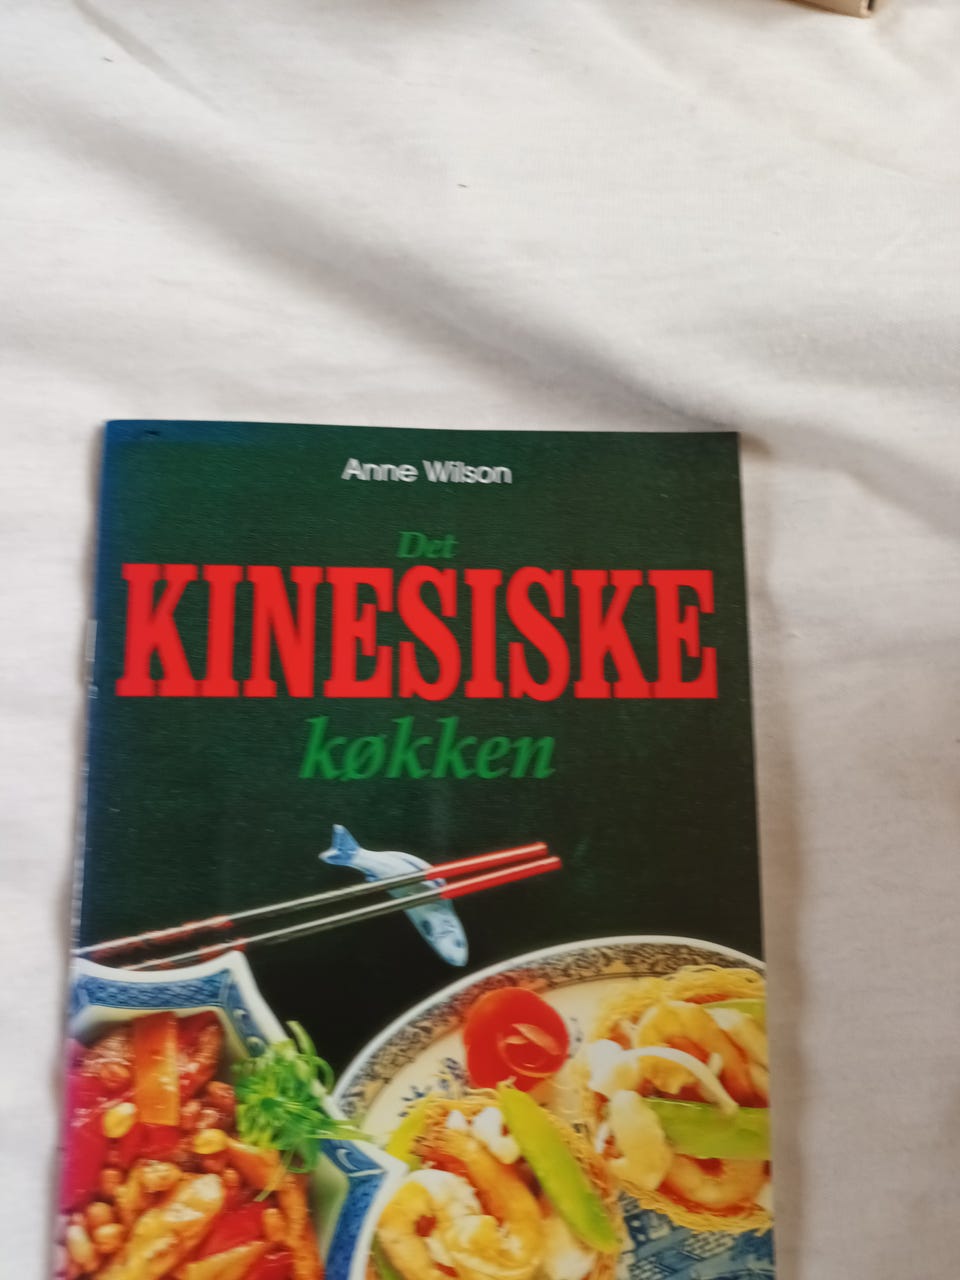 Anne Wilson
Det
KINESISKE
køkken